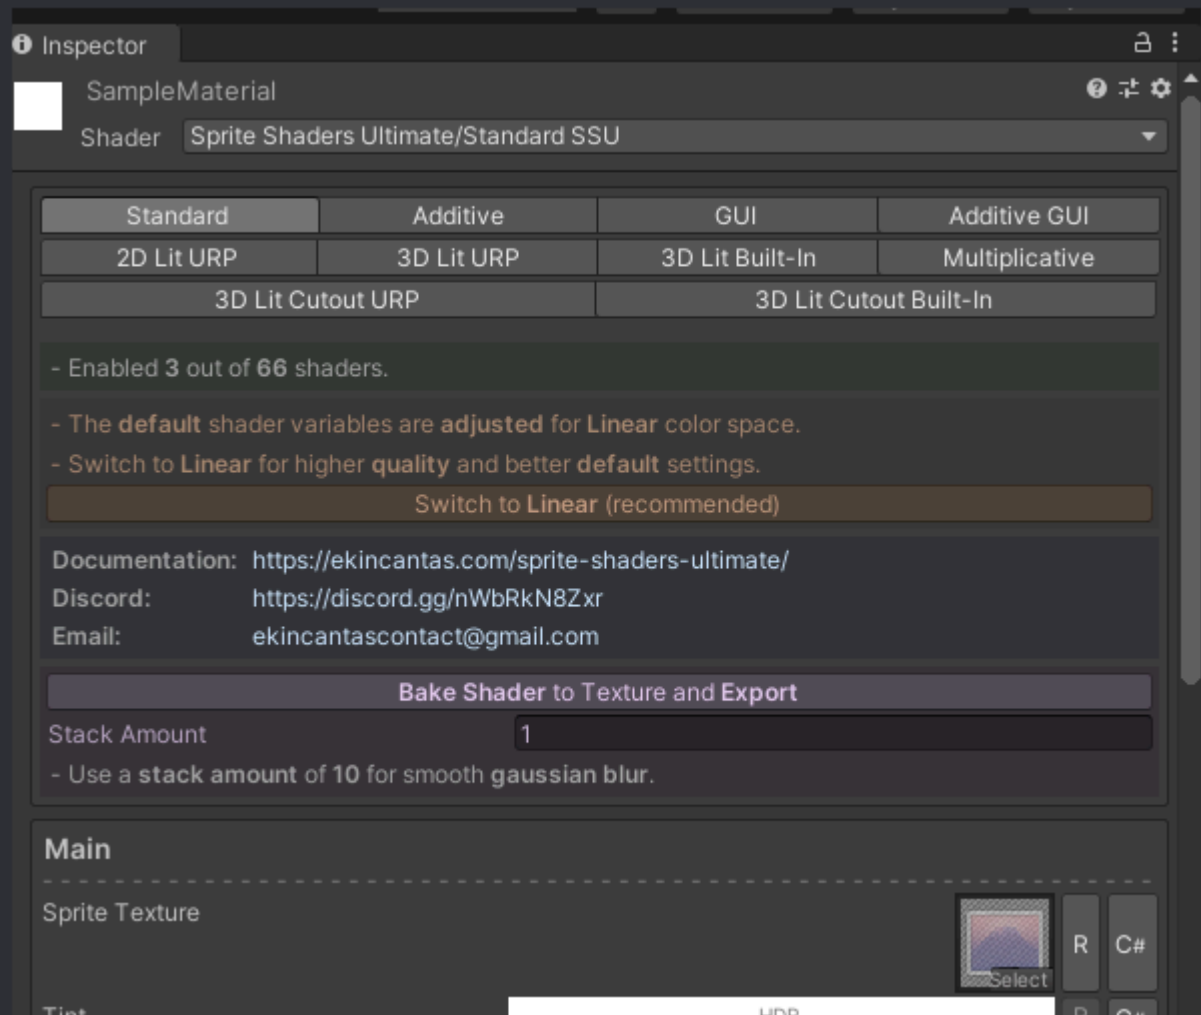 Inspector
SampleMaterial
Shader Sprite Shaders Ultimate/Standard SSU
Standard Additive GUI Additive GUI
2D Lit URP 3D Lit URP 3D Lit Built-In Multiplicative
3D Lit Cutout URP 3D Lit Cutout Built-In
- Enabled 3 out of 66 shaders.
- The default shader variables are adjusted for Linear color space.
- Switch to Linear for higher quality and better default settings.
Switch to Linear (recommended)
Documentation: https://ekincantas.com/sprite-shaders-ultimate/
Discord: https://discord.gg/nWbRkN8Zxr
Email: ekincantascontact@gmail.com
Bake Shader to Texture and Export
Stack Amount 1
- Use a stack amount of 10 for smooth gaussian blur.
Main
Sprite Texture R C#
Select
Tint HDR R C#